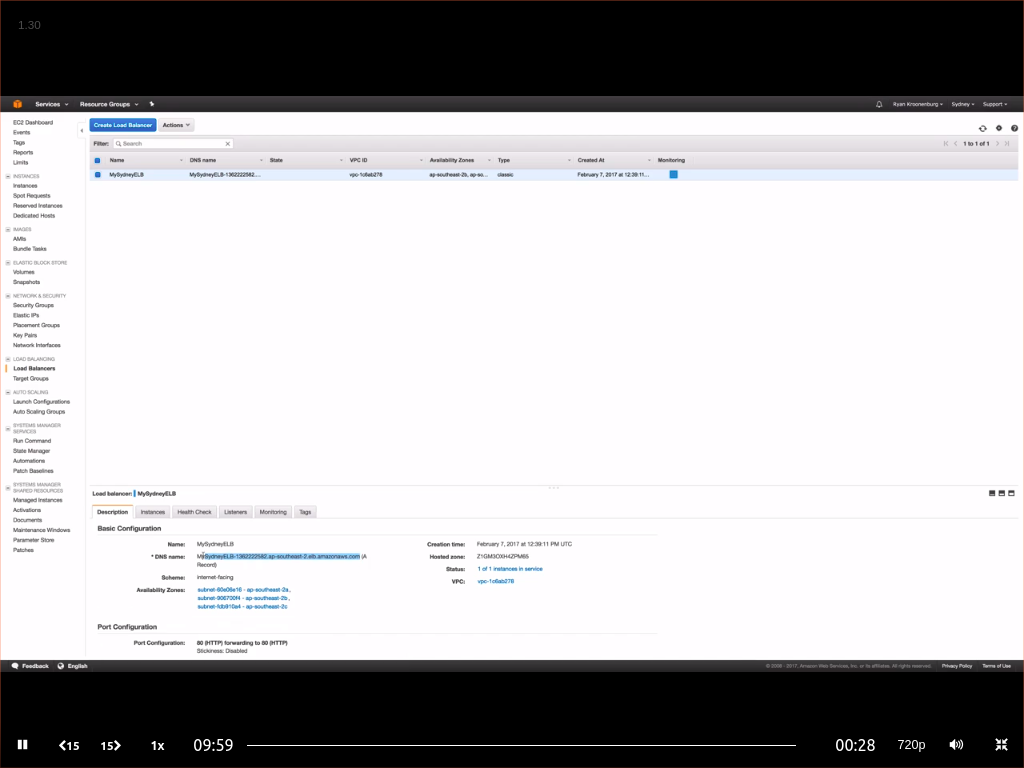 1.30
Services Resource Groups Ryan Kroonenburg Sydney Support
EC2 Dashboard
Events
Tags
Reports
Limits
INSTANCES
Instances
Spot Requests
Reserved Instances
Dedicated Hosts
IMAGES
AMIs
Bundle Tasks
ELASTIC BLOCK STORE
Volumes
Snapshots
NETWORK & SECURITY
Security Groups
Elastic IPs
Placement Groups
Key Pairs
Network Interfaces
LOAD BALANCING
Load Balancers
Target Groups
AUTO SCALING
Launch Configurations
Auto Scaling Groups
SYSTEMS MANAGER
SERVICES
Run Command
State Manager
Automations
Patch Baselines
SYSTEMS MANAGER
SHARED RESOURCES
Managed Instances
Activations
Documents
Maintenance Windows
Parameter Store
Patches
Create Load Balancer Actions
Filter: Search 1 to 1 of 1
Name DNS name State VPC ID Availability Zones Type Created At Monitoring
MySydneyELB MySydneyELB-1362222582.... vpc-1c6ab278 ap-southeast-2b, ap-so... classic February 7, 2017 at 12:39:11...
Load balancer: MySydneyELB
Description Instances Health Check Listeners Monitoring Tags
Basic Configuration
Name: MySydneyELB
* DNS name: MySydneyELB-1362222582.ap-southeast-2.elb.amazonaws.com (A
Record)
Scheme: internet-facing
Availability Zones: subnet-60e06e16 - ap-southeast-2a,
subnet-906700f4 - ap-southeast-2b,
subnet-fdb910a4 - ap-southeast-2c
Creation time: February 7, 2017 at 12:39:11 PM UTC
Hosted zone: Z1GM3OXH4ZPM65
Status: 1 of 1 instances in service
VPC: vpc-1c6ab278
Port Configuration
Port Configuration: 80 (HTTP) forwarding to 80 (HTTP)
Stickiness: Disabled
Feedback English © 2008 - 2017, Amazon Web Services, Inc. or its affiliates. All rights reserved. Privacy Policy Terms of Use
15 15 1x 09:59 00:28 720p